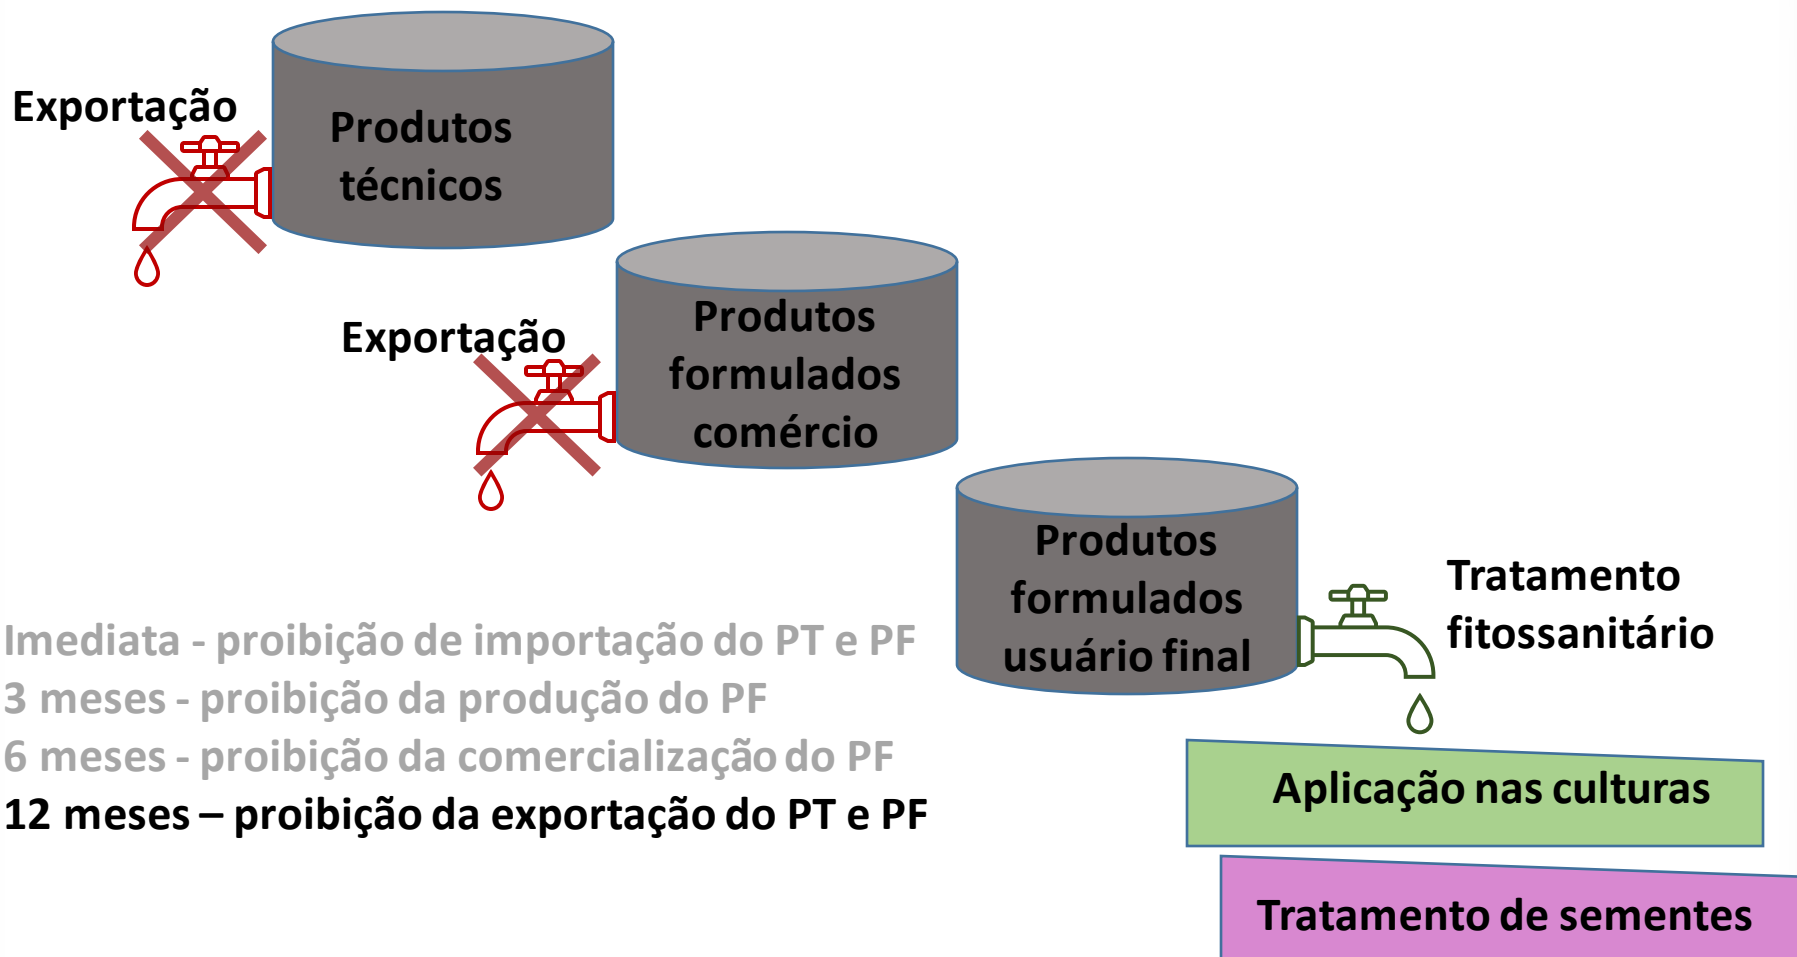 Exportação
Produtos
técnicos
Exportação
Produtos
formulados
comércio
Produtos
formulados
usuário final
Tratamento
fitossanitário
Imediata - proibição de importação do PT e PF
3 meses - proibição da produção do PF
6 meses - proibição da comercialização do PF
12 meses – proibição da exportação do PT e PF
Aplicação nas culturas
Tratamento de sementes